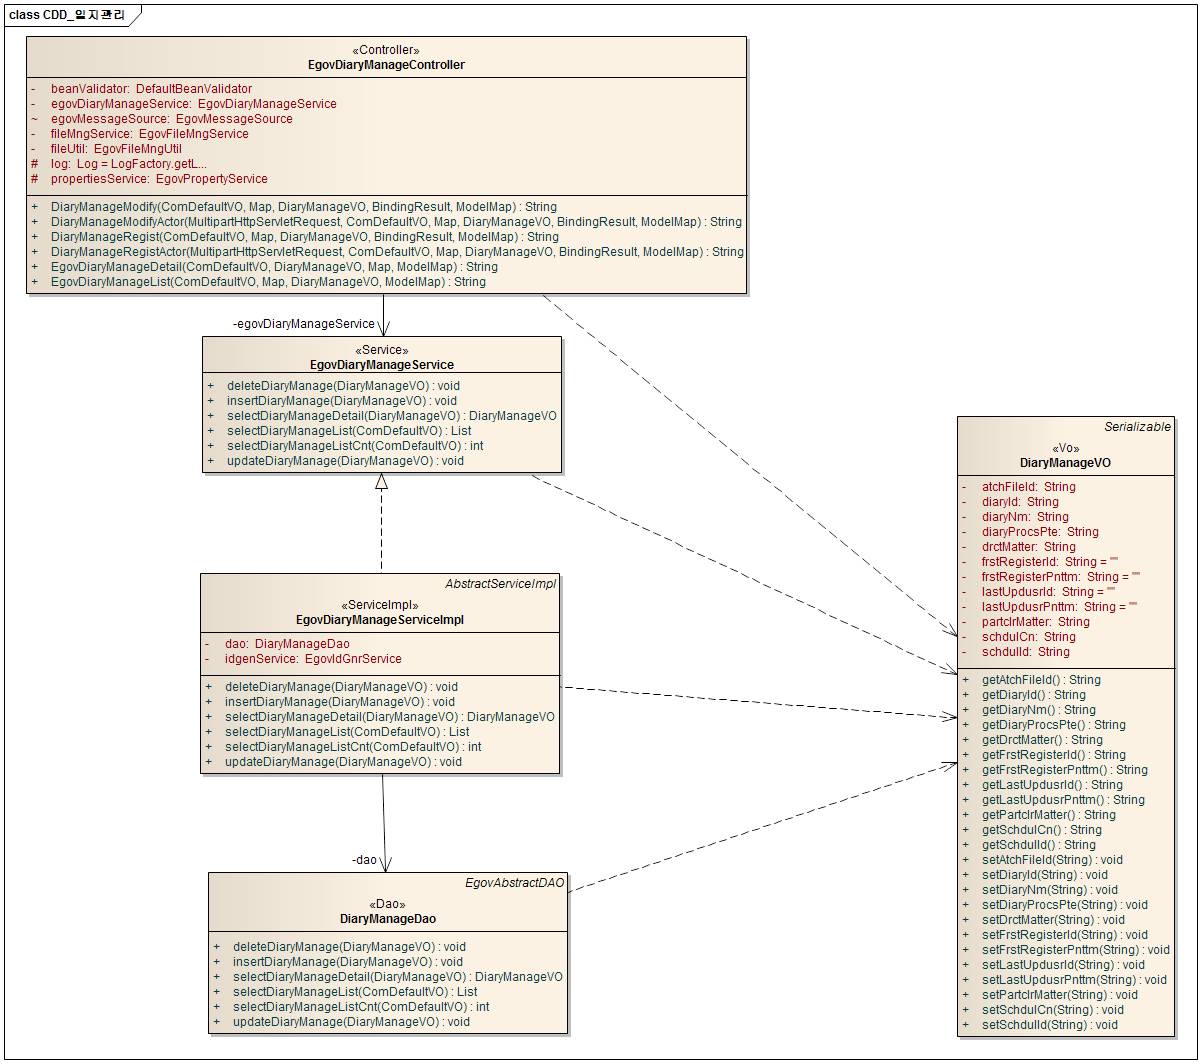 class CDD_일지관리
«Controller»
EgovDiaryManageController
- beanValidator: DefaultBeanValidator
- egovDiaryManageService: EgovDiaryManageService
~ egovMessageSource: EgovMessageSource
- fileMngService: EgovFileMngService
- fileUtil: EgovFileMngUtil
# log: Log = LogFactory.getL...
# propertiesService: EgovPropertyService
+ DiaryManageModify(ComDefaultVO, Map, DiaryManageVO, BindingResult, ModelMap) : String
+ DiaryManageModifyActor(MultipartHttpServletRequest, ComDefaultVO, Map, DiaryManageVO, BindingResult, ModelMap) : String
+ DiaryManageRegist(ComDefaultVO, Map, DiaryManageVO, BindingResult, ModelMap) : String
+ DiaryManageRegistActor(MultipartHttpServletRequest, ComDefaultVO, Map, DiaryManageVO, BindingResult, ModelMap) : String
+ EgovDiaryManageDetail(ComDefaultVO, DiaryManageVO, Map, ModelMap) : String
+ EgovDiaryManageList(ComDefaultVO, Map, DiaryManageVO, ModelMap) : String
-egovDiaryManageService
«Service»
EgovDiaryManageService
+ deleteDiaryManage(DiaryManageVO) : void
+ insertDiaryManage(DiaryManageVO) : void
+ selectDiaryManageDetail(DiaryManageVO) : DiaryManageVO
+ selectDiaryManageList(ComDefaultVO) : List
+ selectDiaryManageListCnt(ComDefaultVO) : int
+ updateDiaryManage(DiaryManageVO) : void
AbstractServiceImpl
«ServiceImpl»
EgovDiaryManageServiceImpl
- dao: DiaryManageDao
- idgenService: EgovIdGnrService
+ deleteDiaryManage(DiaryManageVO) : void
+ insertDiaryManage(DiaryManageVO) : void
+ selectDiaryManageDetail(DiaryManageVO) : DiaryManageVO
+ selectDiaryManageList(ComDefaultVO) : List
+ selectDiaryManageListCnt(ComDefaultVO) : int
+ updateDiaryManage(DiaryManageVO) : void
-dao
EgovAbstractDAO
«Dao»
DiaryManageDao
+ deleteDiaryManage(DiaryManageVO) : void
+ insertDiaryManage(DiaryManageVO) : void
+ selectDiaryManageDetail(DiaryManageVO) : DiaryManageVO
+ selectDiaryManageList(ComDefaultVO) : List
+ selectDiaryManageListCnt(ComDefaultVO) : int
+ updateDiaryManage(DiaryManageVO) : void
Serializable
«Vo»
DiaryManageVO
- atchFileId: String
- diaryId: String
- diaryNm: String
- diaryProcsPte: String
- drctMatter: String
- frstRegisterId: String = ""
- frstRegisterPnttm: String = ""
- lastUpdusrId: String = ""
- lastUpdusrPnttm: String = ""
- partclrMatter: String
- schdulCn: String
- schdulId: String
+ getAtchFileId() : String
+ getDiaryId() : String
+ getDiaryNm() : String
+ getDiaryProcsPte() : String
+ getDrctMatter() : String
+ getFrstRegisterId() : String
+ getFrstRegisterPnttm() : String
+ getLastUpdusrId() : String
+ getLastUpdusrPnttm() : String
+ getPartclrMatter() : String
+ getSchdulCn() : String
+ getSchdulId() : String
+ setAtchFileId(String) : void
+ setDiaryId(String) : void
+ setDiaryNm(String) : void
+ setDiaryProcsPte(String) : void
+ setDrctMatter(String) : void
+ setFrstRegisterId(String) : void
+ setFrstRegisterPnttm(String) : void
+ setLastUpdusrId(String) : void
+ setLastUpdusrPnttm(String) : void
+ setPartclrMatter(String) : void
+ setSchdulCn(String) : void
+ setSchdulId(String) : void